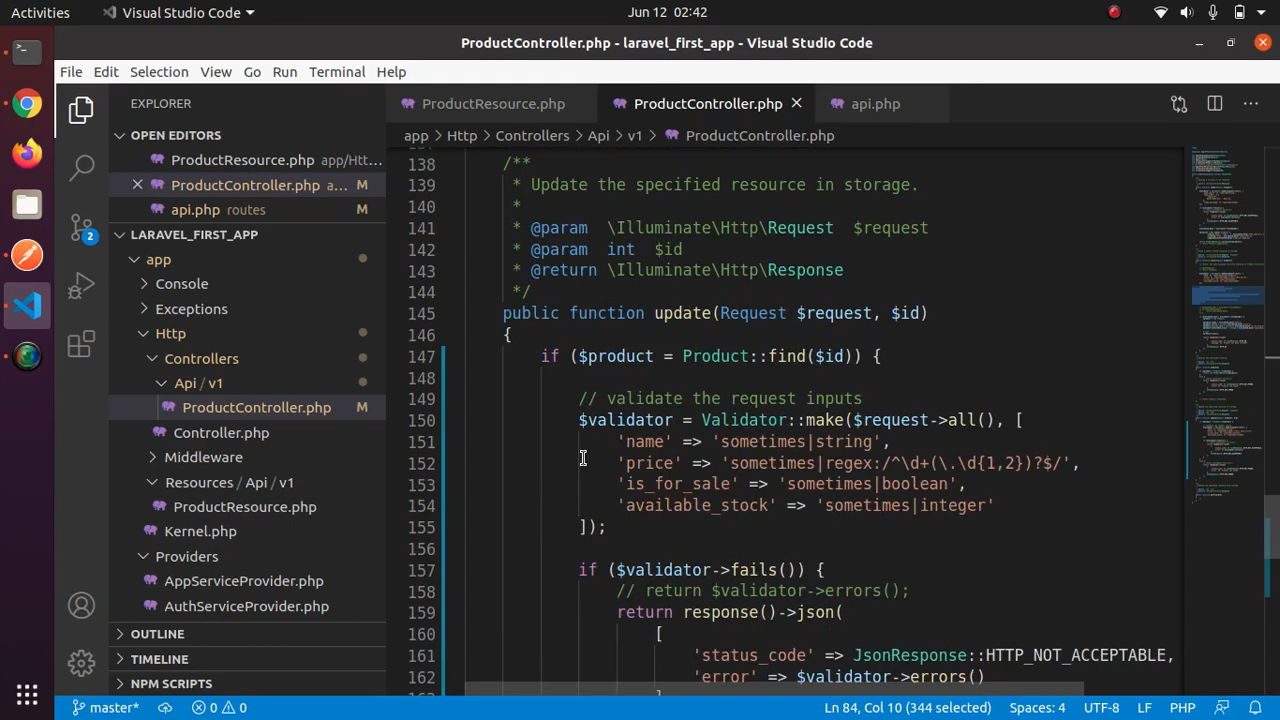 Activities
Visual Studio Code
Jun 12 02:42
ProductController.php - laravel_first_app - Visual Studio Code
File Edit Selection View Go Run Terminal Help
EXPLORER
OPEN EDITORS
ProductResource.php app/Htt...
ProductController.php a... M
api.php routes M
LARAVEL_FIRST_APP
app
Console
Exceptions
Http
Controllers
Api / v1
ProductController.php M
Controller.php
Middleware
Resources / Api / v1
ProductResource.php
Kernel.php
Providers
AppServiceProvider.php
AuthServiceProvider.php
OUTLINE
TIMELINE
NPM SCRIPTS
2
ProductResource.php
ProductController.php
api.php
app > Http > Controllers > Api > v1 > ProductController.php
138 /**
139 * Update the specified resource in storage.
140 *
141 * @param \Illuminate\Http\Request $request
142 * @param int $id
143 * @return \Illuminate\Http\Response
144 */
145 public function update(Request $request, $id)
146 {
147 if ($product = Product::find($id)) {
148
149 // validate the request inputs
150 $validator = Validator::make($request->all(), [
151 'name' => 'sometimes|string',
152 'price' => 'sometimes|regex:/^\d+(\.\d{1,2})?$/',
153 'is_for_sale' => 'sometimes|boolean',
154 'available_stock' => 'sometimes|integer'
155 ]);
156
157 if ($validator->fails()) {
158 // return $validator->errors();
159 return response()->json(
160 [
161 'status_code' => JsonResponse::HTTP_NOT_ACCEPTABLE,
162 'error' => $validator->errors()
master*
0
0
Ln 84, Col 10 (344 selected)
Spaces: 4
UTF-8
LF
PHP